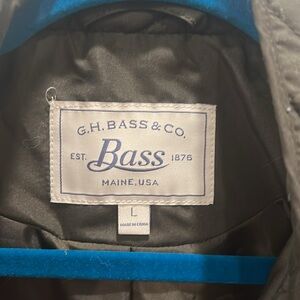 G.H. BASS & CO.
EST. Bass 1876
MAINE, USA
L
MADE IN CHINA